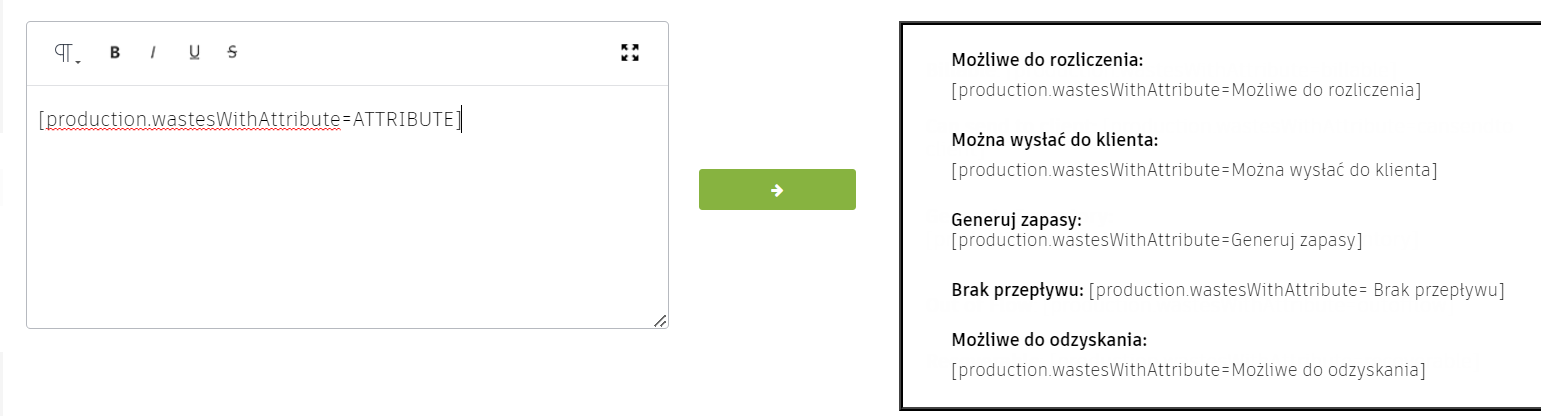 B I U S
[production.wastesWithAttribute=ATTRIBUTE]
Możliwe do rozliczenia:
[production.wastesWithAttribute=Możliwe do rozliczenia]
Można wysłać do klienta:
[production.wastesWithAttribute=Można wysłać do klienta]
Generuj zapasy:
[production.wastesWithAttribute=Generuj zapasy]
Brak przepływu: [production.wastesWithAttribute= Brak przepływu]
Możliwe do odzyskania:
[production.wastesWithAttribute=Możliwe do odzyskania]